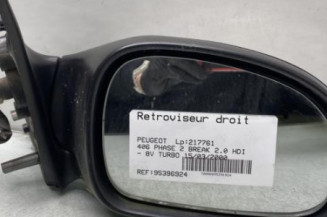 Retroviseur droit
PEUGEOT Lp:217761
406 PHASE 2 BREAK 2.0 HDI
- 8V TURBO 15/03/2000
REF:95396924